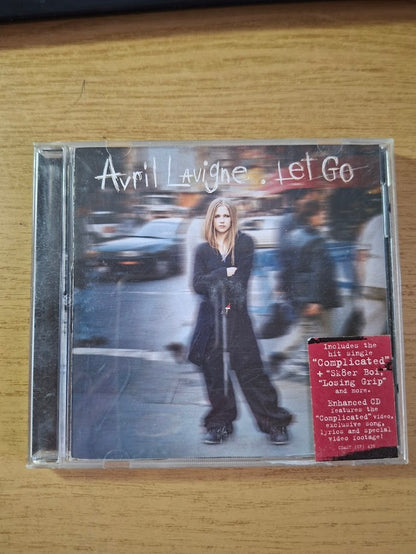 Avril Lavigne . Let Go
Includes the
hit single
"Complicated"
+ "Sk8er Boi,"
"Losing Grip"
and more.
Enhanced CD
features the
"Complicated" video,
exclusive song,
lyrics and special
video footage!